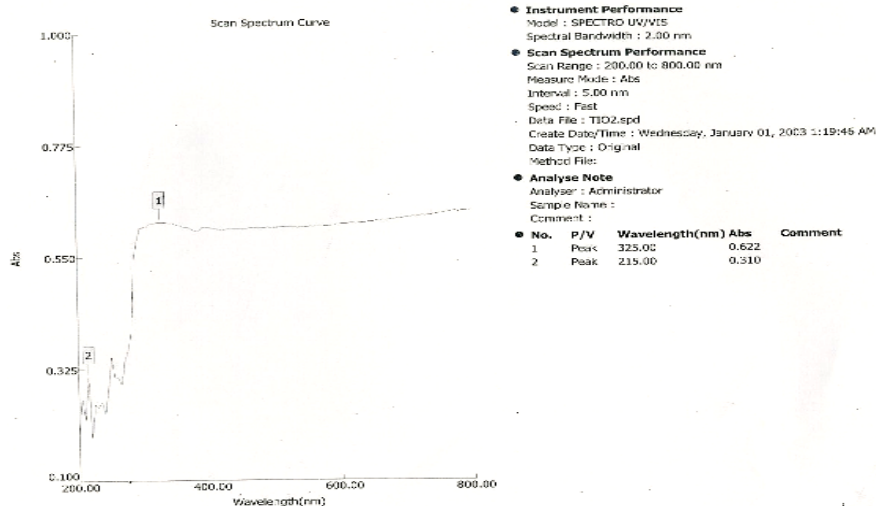 Scan Spectrum Curve
1.000
0.775
0.550
0.325
0.100
Abs
1
2
200.00 400.00 600.00 800.00
Wavelength(nm)
Instrument Performance
Model : SPECTRO UV/VIS
Spectral Bandwidth : 2.00 nm
Scan Spectrum Performance
Scan Range : 200.00 to 800.00 nm
Measure Mode : Abs
Interval : 5.00 nm
Speed : Fast
Data File : TIO2.spd
Create Date/Time : Wednesday, January 01, 2003 1:19:46 AM
Data Type : Original
Method File:
Analyse Note
Analyser : Administrator
Sample Name :
Comment :
No. P/V Wavelength(nm) Abs Comment
1 Peak 325.00 0.622
2 Peak 215.00 0.310